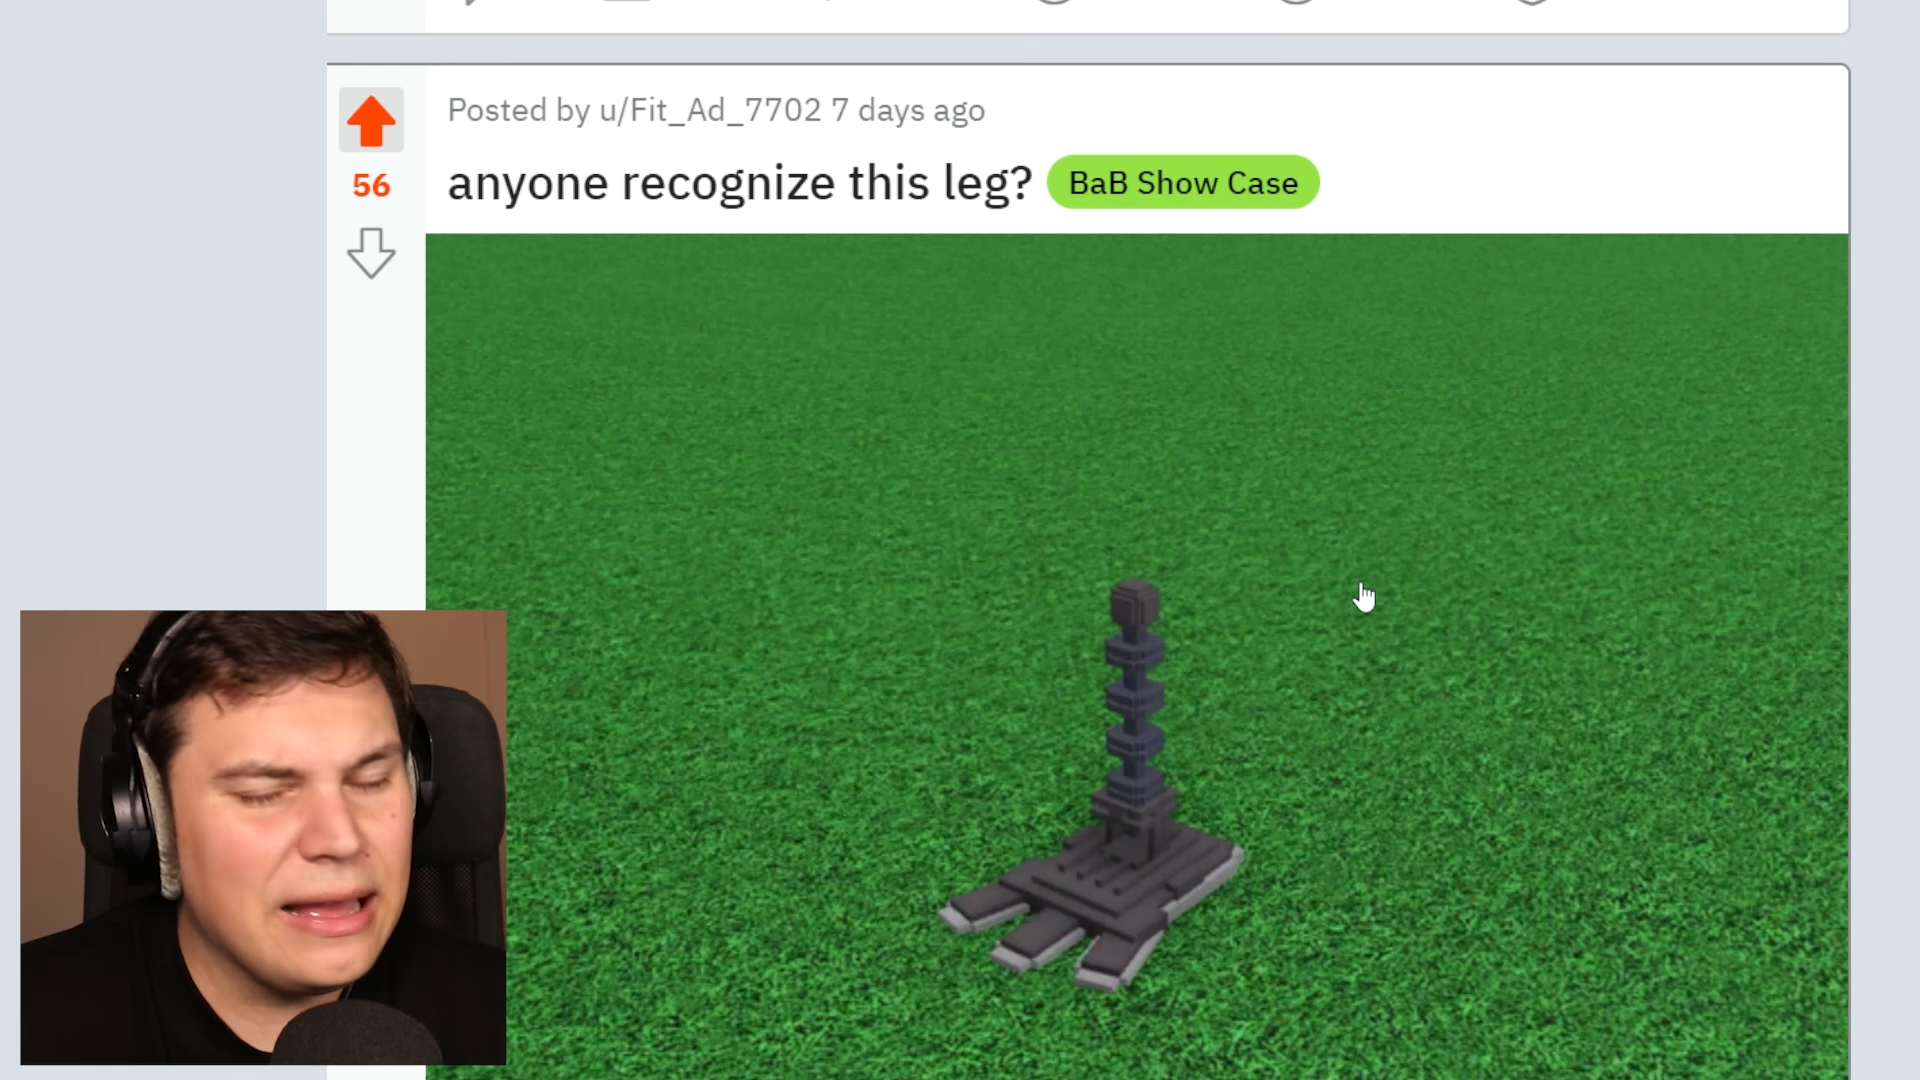 Posted by u/Fit_Ad_7702 7 days ago
anyone recognize this leg? BaB Show Case
56